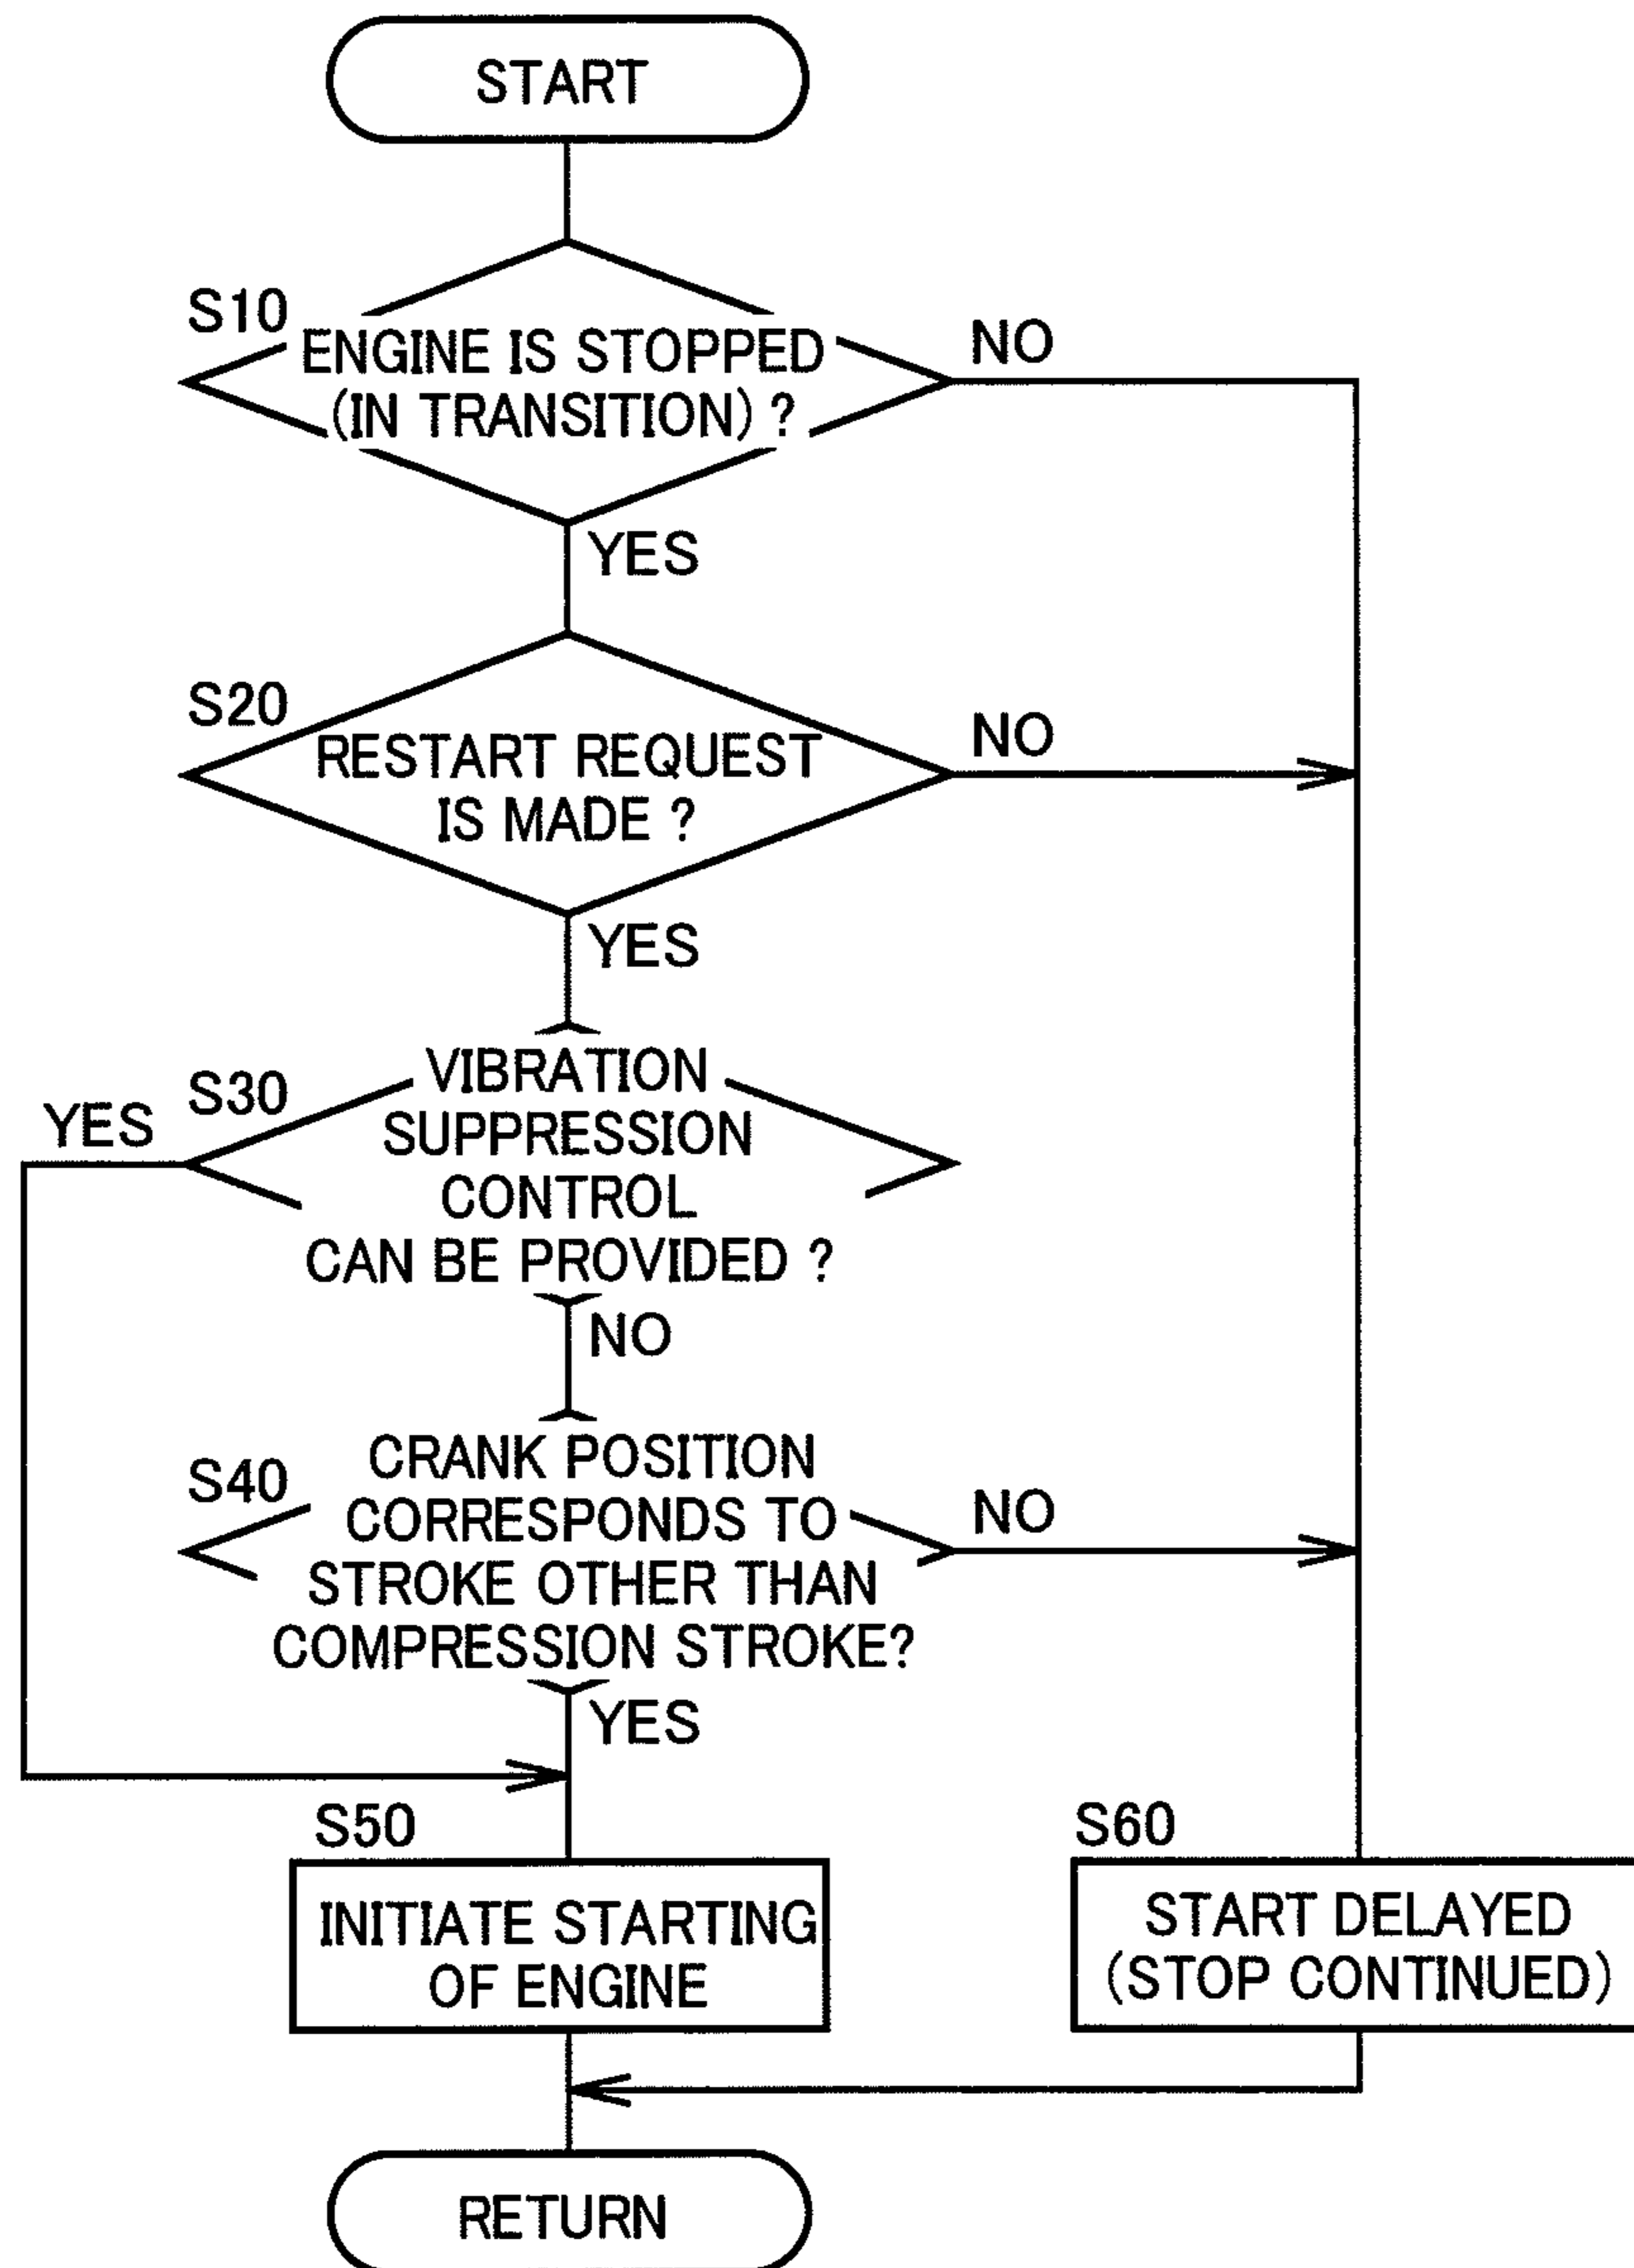 START
S10
ENGINE IS STOPPED
(IN TRANSITION) ?
NO
YES
S20
RESTART REQUEST
IS MADE ?
NO
YES
S30
YES
VIBRATION
SUPPRESSION
CONTROL
CAN BE PROVIDED ?
NO
S40
CRANK POSITION
CORRESPONDS TO
STROKE OTHER THAN
COMPRESSION STROKE?
NO
YES
S50
INITIATE STARTING
OF ENGINE
S60
START DELAYED
(STOP CONTINUED)
RETURN